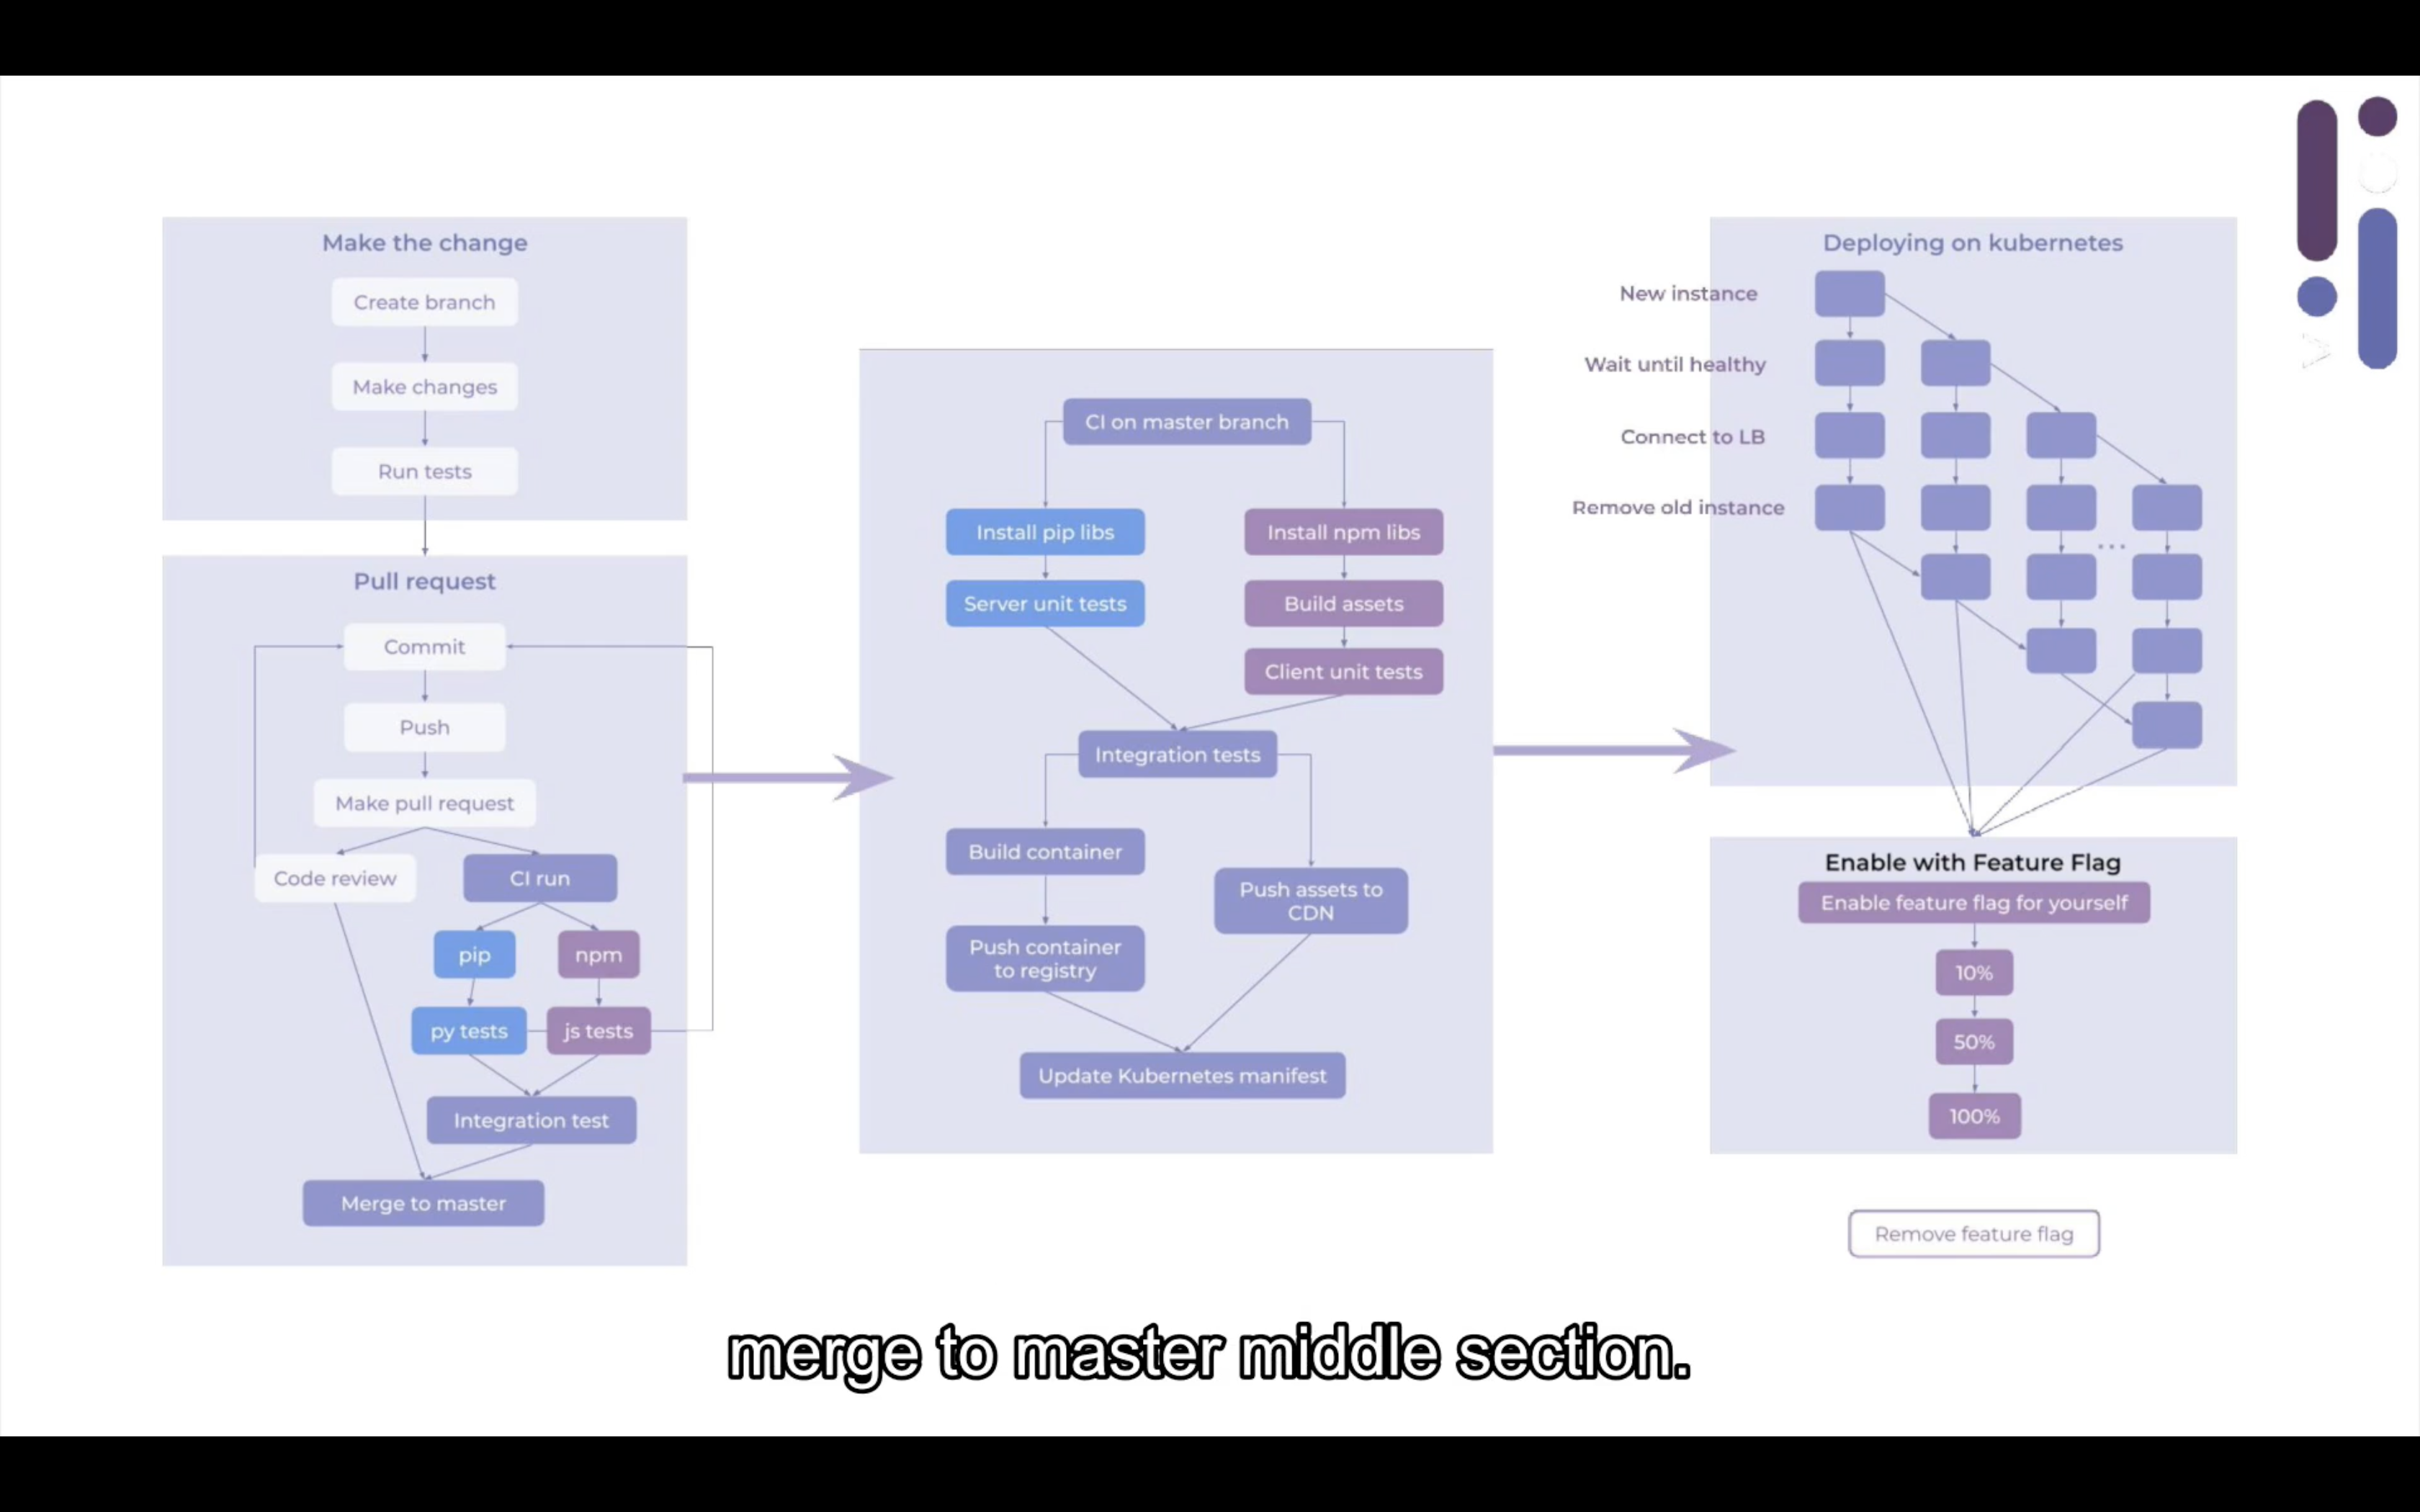 Make the change
Create branch
Make changes
Run tests
Pull request
Commit
Push
Make pull request
Code review
CI run
pip
npm
py tests
js tests
Integration test
Merge to master
CI on master branch
Install pip libs
Install npm libs
Server unit tests
Build assets
Client unit tests
Integration tests
Build container
Push assets to
CDN
Push container
to registry
Update Kubernetes manifest
Deploying on kubernetes
New instance
Wait until healthy
Connect to LB
Remove old instance
...
Enable with Feature Flag
Enable feature flag for yourself
10%
50%
100%
Remove feature flag
merge to master middle section.